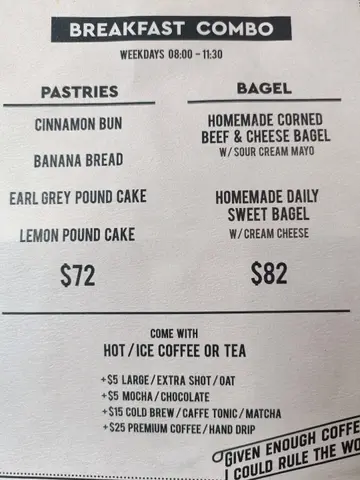 BREAKFAST COMBO
WEEKDAYS 08:00 - 11:30
PASTRIES
CINNAMON BUN
BANANA BREAD
EARL GREY POUND CAKE
LEMON POUND CAKE
$72
BAGEL
HOMEMADE CORNED
BEEF & CHEESE BAGEL
W/ SOUR CREAM MAYO
HOMEMADE DAILY
SWEET BAGEL
W/ CREAM CHEESE
$82
COME WITH
HOT / ICE COFFEE OR TEA
+$5 LARGE / EXTRA SHOT / OAT
+$5 MOCHA / CHOCOLATE
+$15 COLD BREW / CAFFE TONIC / MATCHA
+$25 PREMIUM COFFEE / HAND DRIP
GIVEN ENOUGH COFFE
I COULD RULE THE WO